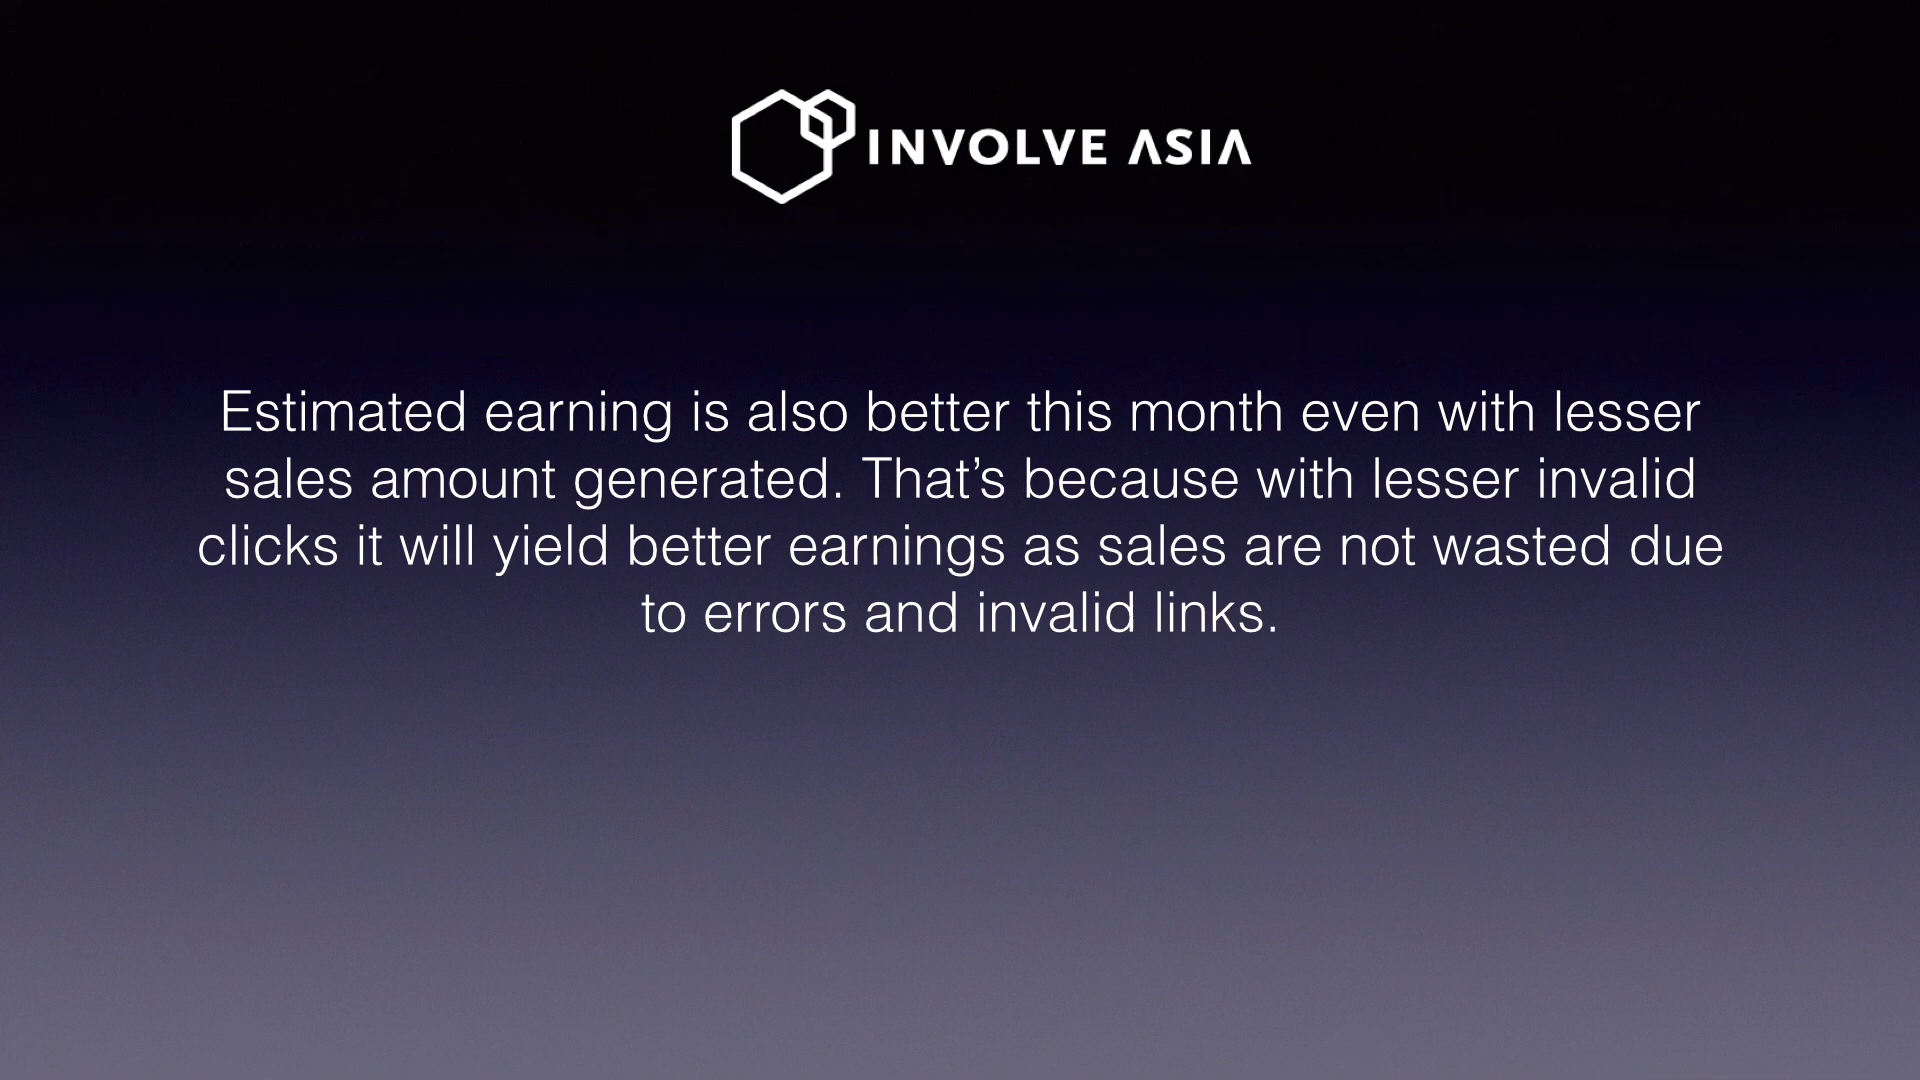 INVOLVE ASIA
Estimated earning is also better this month even with lesser
sales amount generated. That’s because with lesser invalid
clicks it will yield better earnings as sales are not wasted due
to errors and invalid links.